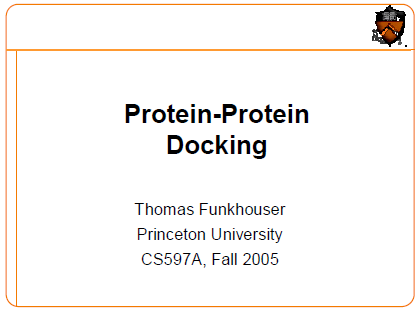 Protein-Protein
Docking
Thomas Funkhouser
Princeton University
CS597A, Fall 2005